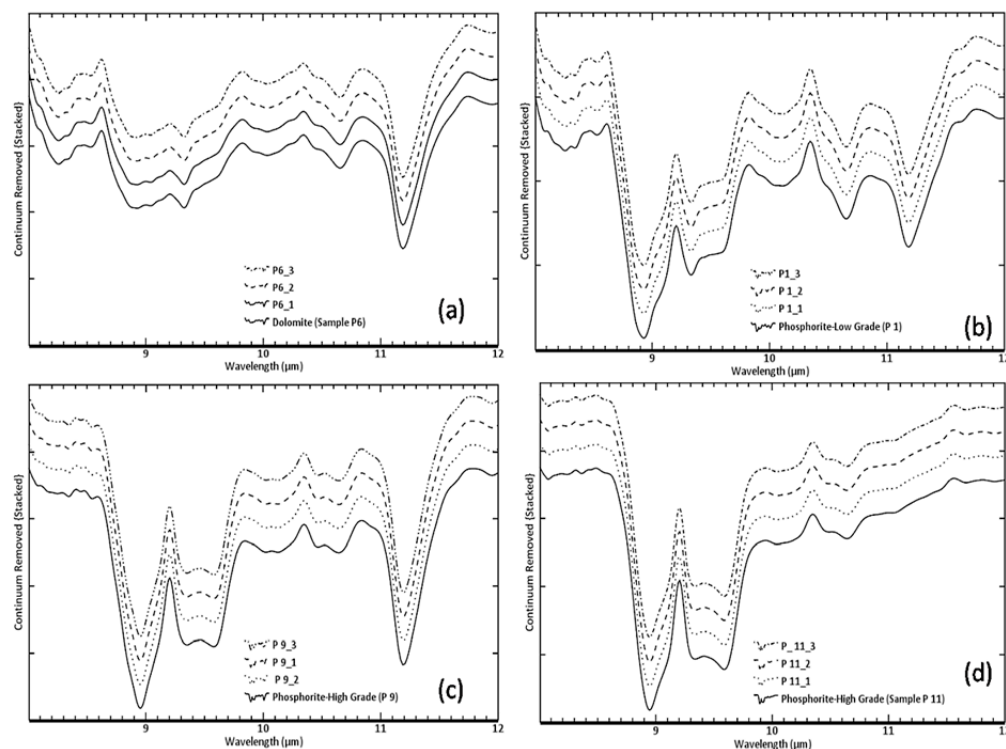 Continuum Removed {Stacked}
P6_3
P6_2
P6_1
Dolomite (Sample P6)
(a)
9
10
11
12
Wavelength (µm)
Continuum Removed {Stacked}
P1_3
P 1_2
P 1_1
Phosphorite-Low Grade (P 1)
(b)
9
10
11
12
Wavelength (µm)
Continuum Removed {Stacked}
P 9_3
P 9_1
P 9_2
Phosphorite-High Grade (P 9)
(c)
9
10
11
12
Wavelength (µm)
Continuum Removed {Stacked}
P_ 11_3
P 11_2
P 11_1
Phosphorite-High Grade (Sample P 11)
(d)
9
10
11
Wavelength (µm)